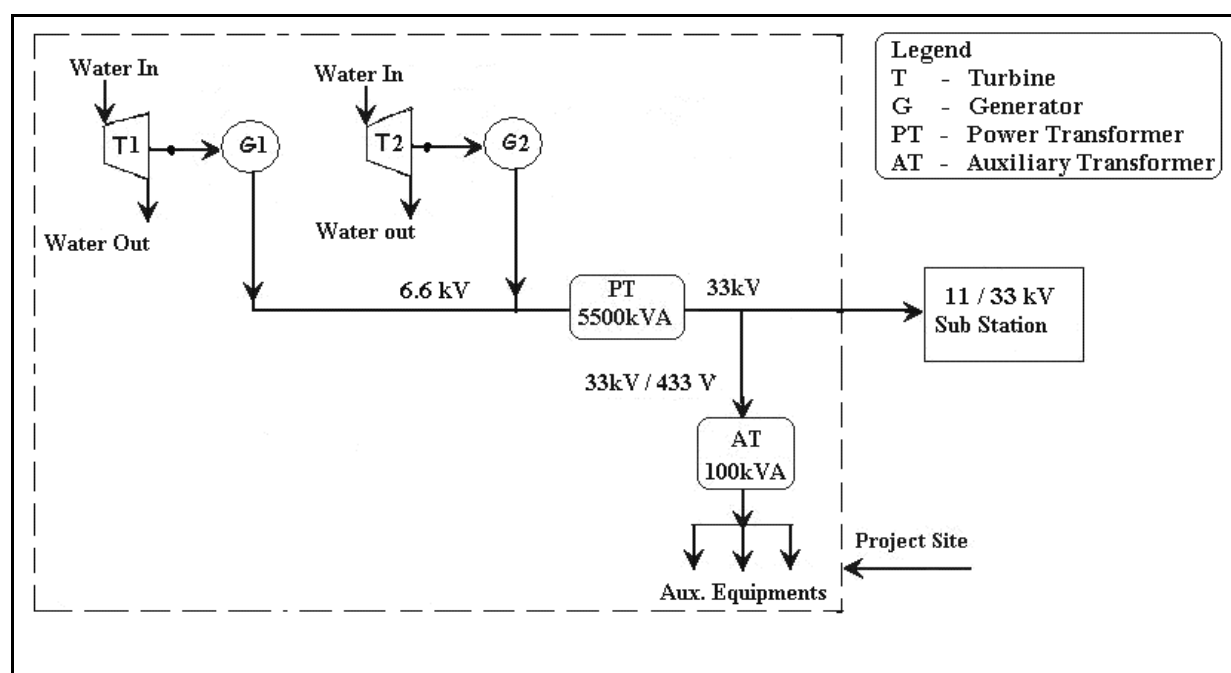 Water In
T1
G1
Water Out
Water In
T2
G2
Water out
6.6 kV
PT
5500kVA
33kV
11 / 33 kV
Sub Station
33kV / 433 V
AT
100kVA
Aux. Equipments
Project Site
Legend
T - Turbine
G - Generator
PT - Power Transformer
AT - Auxiliary Transformer